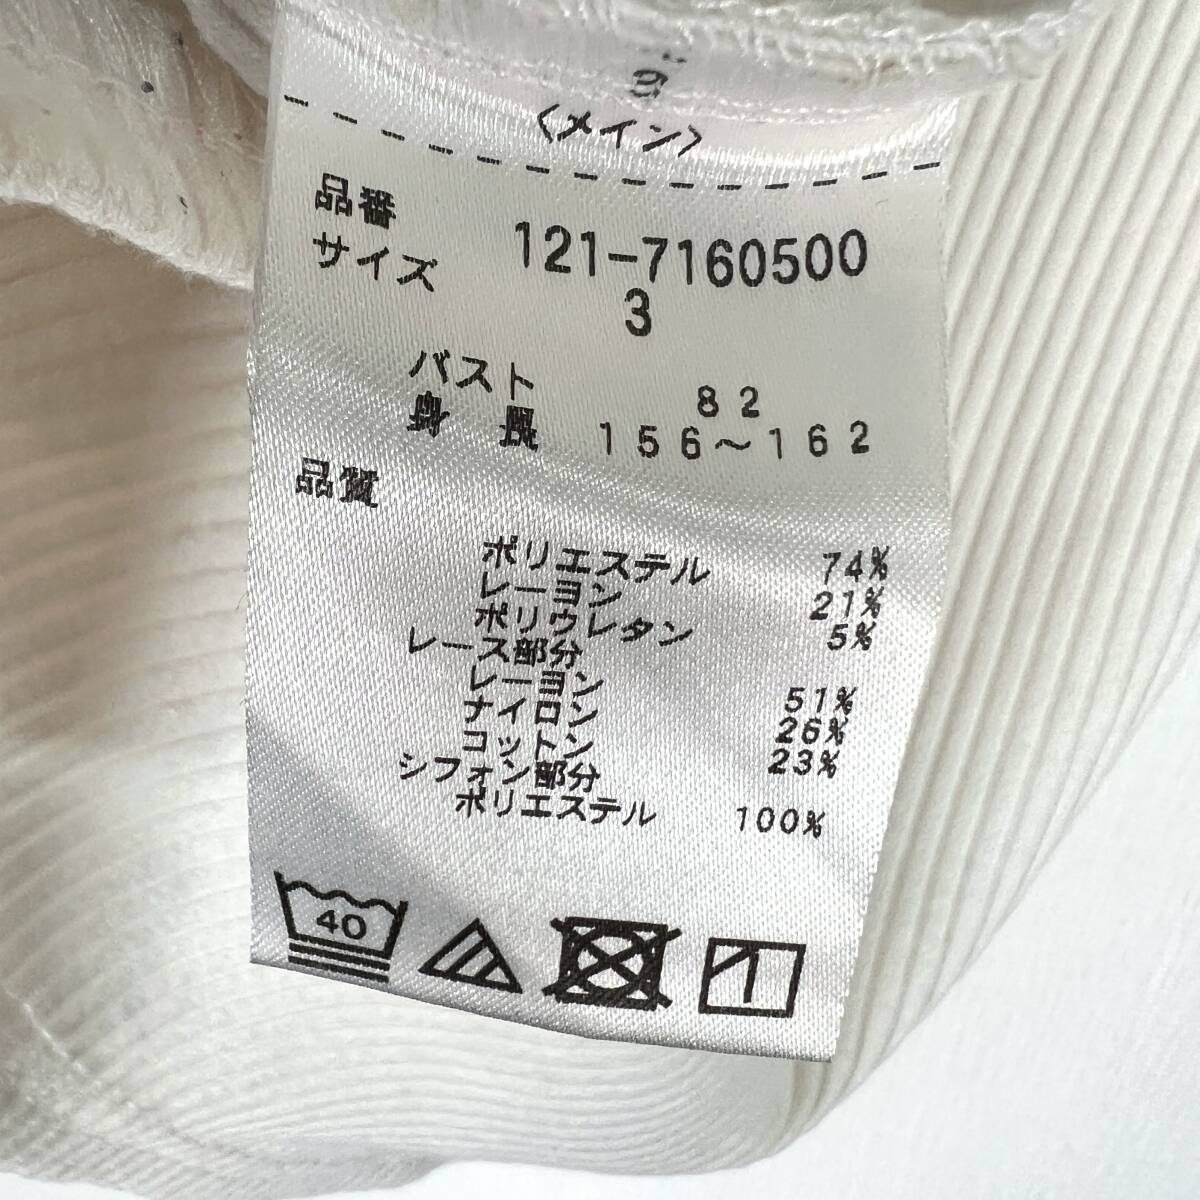 〈メイン〉
品番 121-7160500
サイズ 3
バスト 82
身長 156～162
品質
ポリエステル 74%
レーヨン 21%
ポリウレタン 5%
レース部分
レーヨン 51%
ナイロン 26%
コットン 23%
シフォン部分
ポリエステル 100%
40